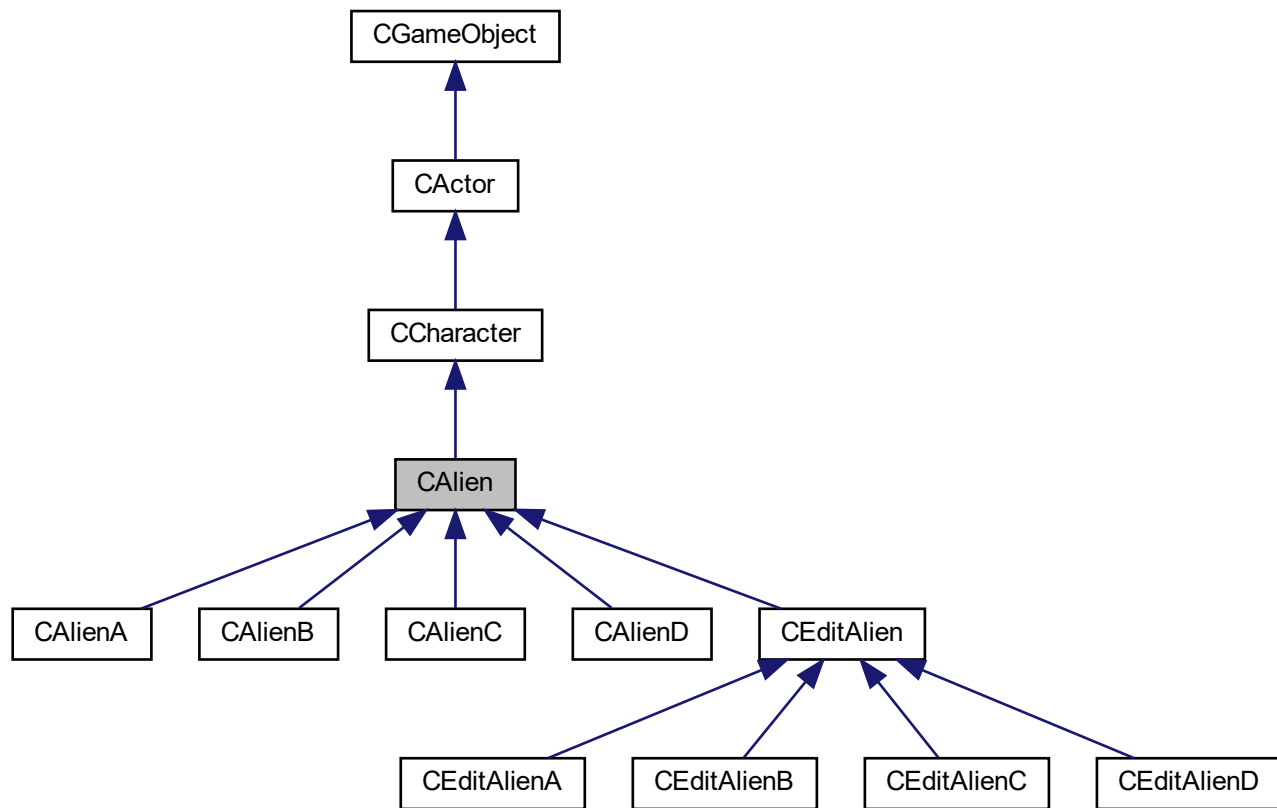 CGameObject
CActor
CCharacter
CAlien
CAlienA
CAlienB
CAlienC
CAlienD
CEditAlien
CEditAlienA
CEditAlienB
CEditAlienC
CEditAlienD